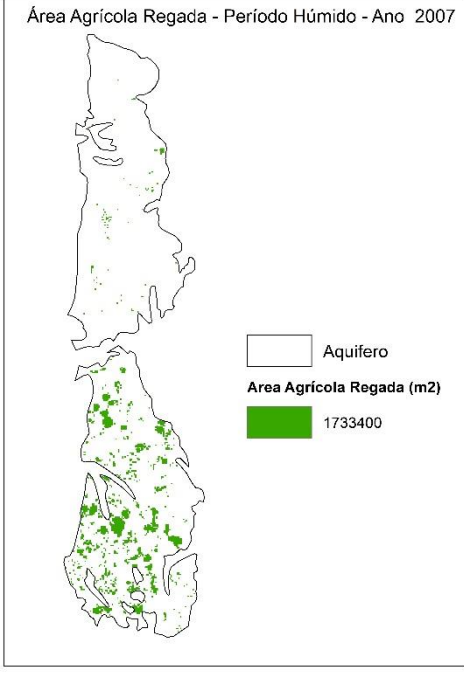 Área Agrícola Regada - Período Húmido - Ano 2007
Aquifero
Area Agrícola Regada (m2)
1733400